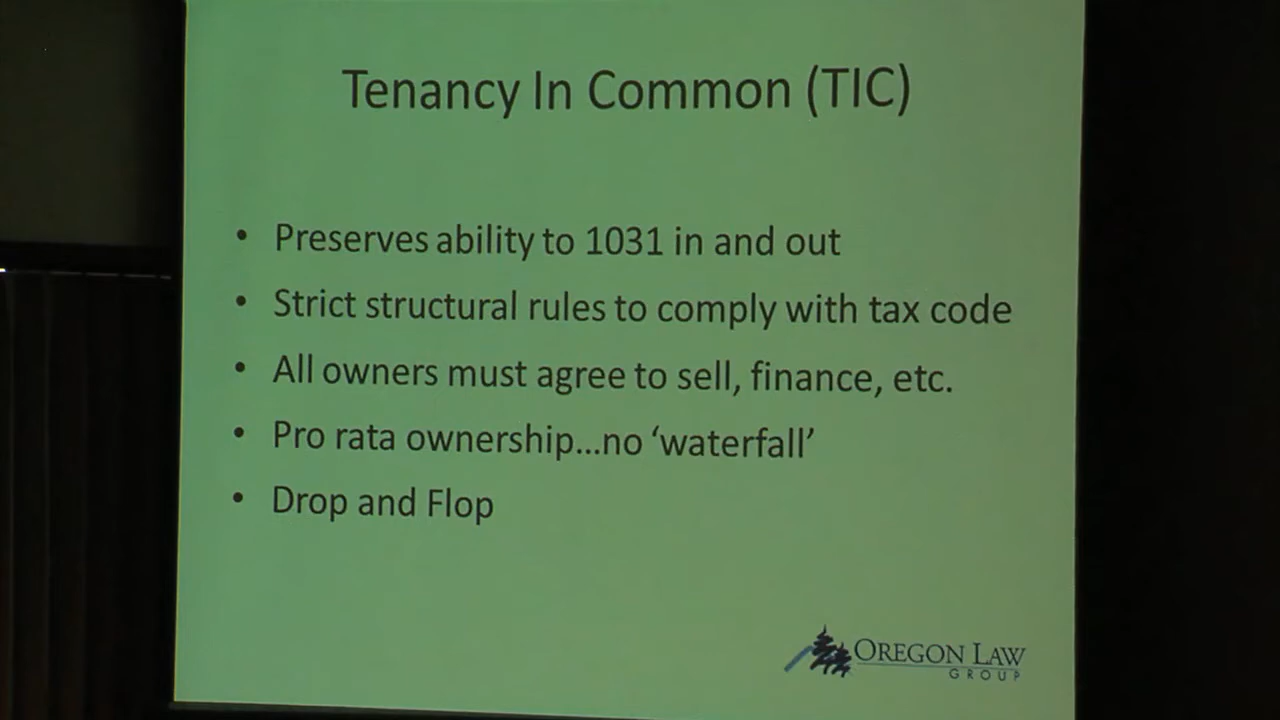 Tenancy In Common (TIC)
• Preserves ability to 1031 in and out
• Strict structural rules to comply with tax code
• All owners must agree to sell, finance, etc.
• Pro rata ownership...no ‘waterfall’
• Drop and Flop
OREGON LAW
GROUP